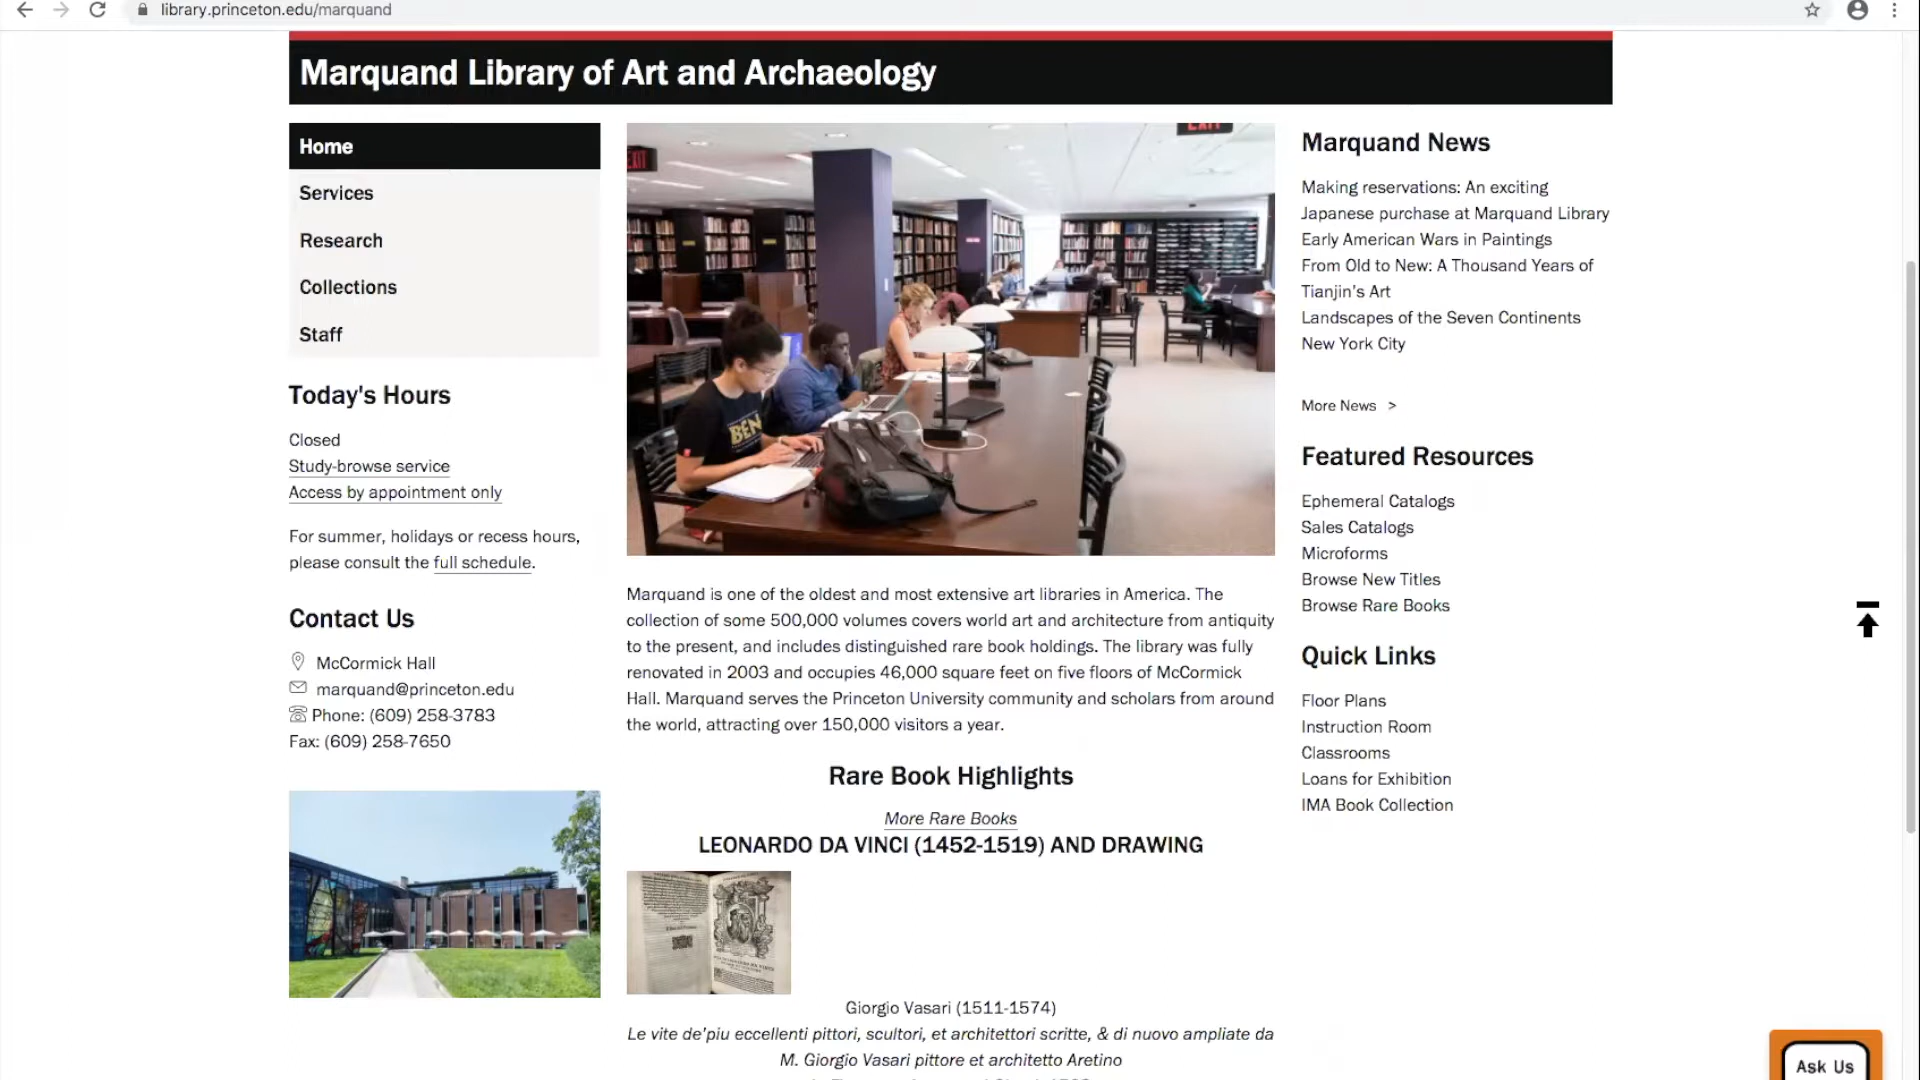 library.princeton.edu/marquand
Marquand Library of Art and Archaeology
Home
Services
Research
Collections
Staff
Today's Hours
Closed
Study-browse service
Access by appointment only
For summer, holidays or recess hours,
please consult the full schedule.
Contact Us
McCormick Hall
marquand@princeton.edu
Phone: (609) 258-3783
Fax: (609) 258-7650
EXIT
EXIT
BEN
Marquand is one of the oldest and most extensive art libraries in America. The
collection of some 500,000 volumes covers world art and architecture from antiquity
to the present, and includes distinguished rare book holdings. The library was fully
renovated in 2003 and occupies 46,000 square feet on five floors of McCormick
Hall. Marquand serves the Princeton University community and scholars from around
the world, attracting over 150,000 visitors a year.
Rare Book Highlights
More Rare Books
LEONARDO DA VINCI (1452-1519) AND DRAWING
Giorgio Vasari (1511-1574)
Le vite de'piu eccellenti pittori, scultori, et architettori scritte, & di nuovo ampliate da
M. Giorgio Vasari pittore et architetto Aretino
Marquand News
Making reservations: An exciting
Japanese purchase at Marquand Library
Early American Wars in Paintings
From Old to New: A Thousand Years of
Tianjin's Art
Landscapes of the Seven Continents
New York City
More News >
Featured Resources
Ephemeral Catalogs
Sales Catalogs
Microforms
Browse New Titles
Browse Rare Books
Quick Links
Floor Plans
Instruction Room
Classrooms
Loans for Exhibition
IMA Book Collection
Ask Us